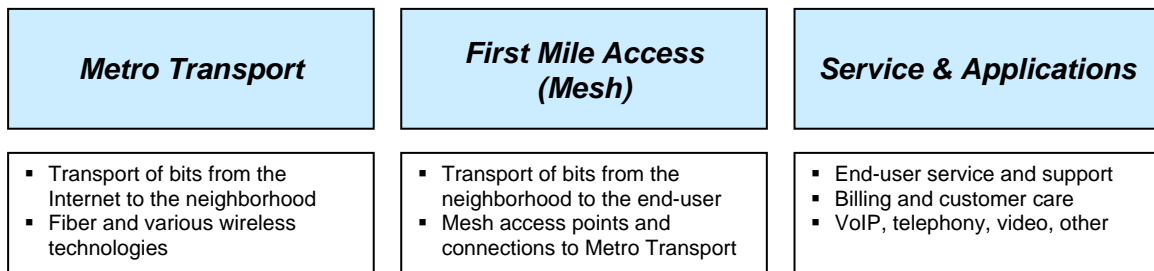 Metro Transport
First Mile Access
(Mesh)
Service & Applications
▪ Transport of bits from the
Internet to the neighborhood
▪ Fiber and various wireless
technologies
▪ Transport of bits from the
neighborhood to the end-user
▪ Mesh access points and
connections to Metro Transport
▪ End-user service and support
▪ Billing and customer care
▪ VoIP, telephony, video, other